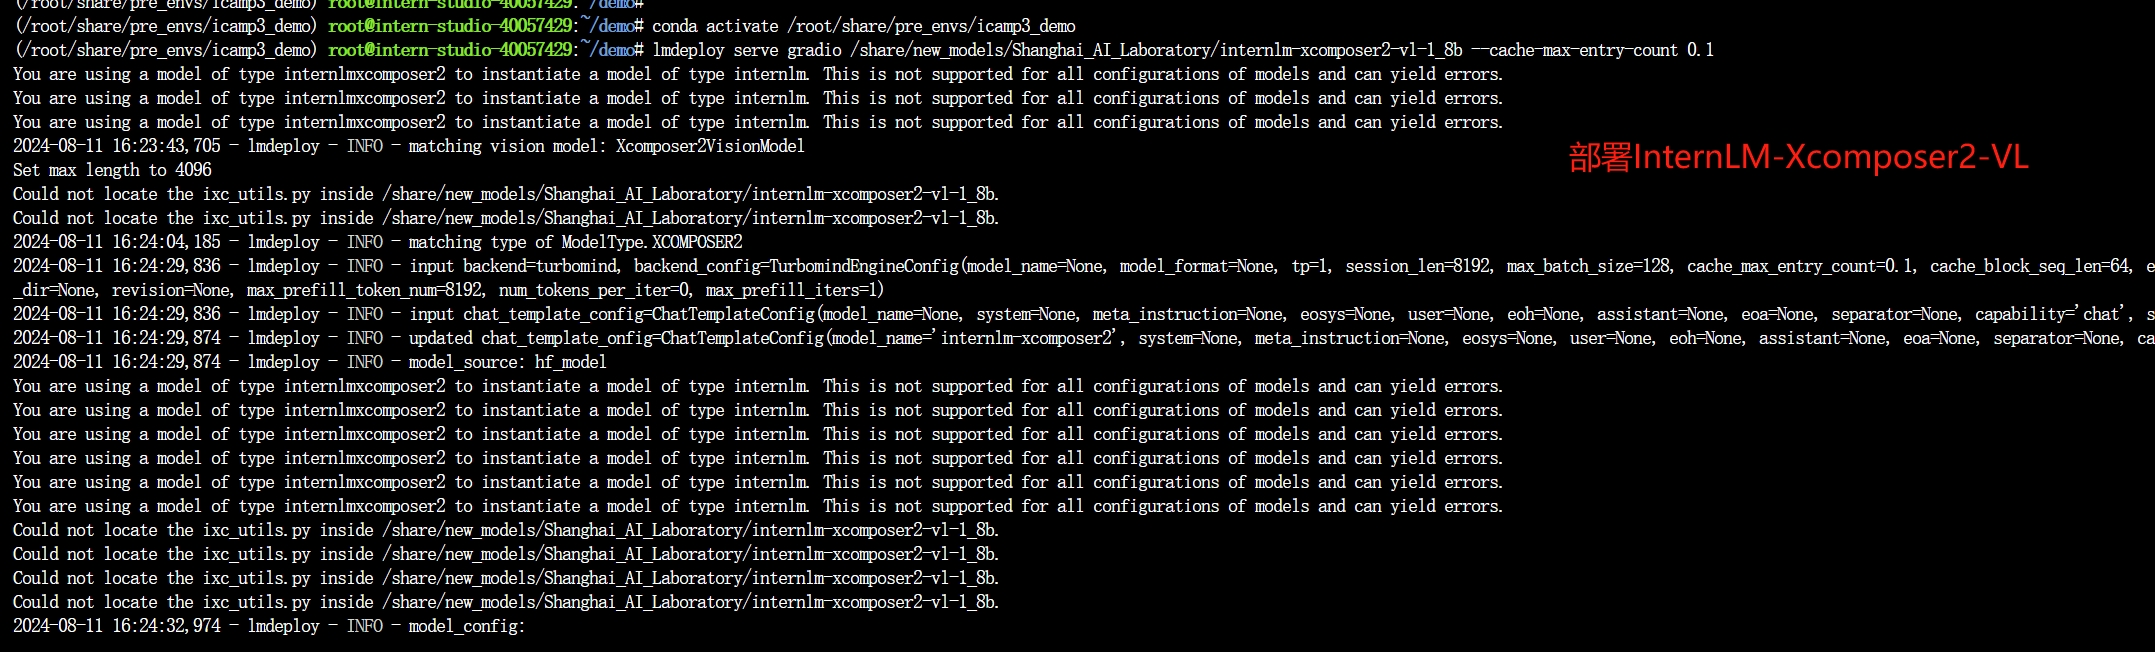 (/root/share/pre_envs/icamp3_demo) root@intern-studio-40057429:~/demo#
(/root/share/pre_envs/icamp3_demo) root@intern-studio-40057429:~/demo# conda activate /root/share/pre_envs/icamp3_demo
(/root/share/pre_envs/icamp3_demo) root@intern-studio-40057429:~/demo# lmdeploy serve gradio /share/new_models/Shanghai_AI_Laboratory/internlm-xcomposer2-vl-1_8b --cache-max-entry-count 0.1
You are using a model of type internlmxcomposer2 to instantiate a model of type internlm. This is not supported for all configurations of models and can yield errors.
You are using a model of type internlmxcomposer2 to instantiate a model of type internlm. This is not supported for all configurations of models and can yield errors.
You are using a model of type internlmxcomposer2 to instantiate a model of type internlm. This is not supported for all configurations of models and can yield errors.
2024-08-11 16:23:43,705 - lmdeploy - INFO - matching vision model: Xcomposer2VisionModel
部署InternLM-Xcomposer2-VL
Set max length to 4096
Could not locate the ixc_utils.py inside /share/new_models/Shanghai_AI_Laboratory/internlm-xcomposer2-vl-1_8b.
Could not locate the ixc_utils.py inside /share/new_models/Shanghai_AI_Laboratory/internlm-xcomposer2-vl-1_8b.
2024-08-11 16:24:04,185 - lmdeploy - INFO - matching type of ModelType.XCOMPOSER2
2024-08-11 16:24:29,836 - lmdeploy - INFO - input backend=turbomind, backend_config=TurbomindEngineConfig(model_name=None, model_format=None, tp=1, session_len=8192, max_batch_size=128, cache_max_entry_count=0.1, cache_block_seq_len=64, e
_dir=None, revision=None, max_prefill_token_num=8192, num_tokens_per_iter=0, max_prefill_iters=1)
2024-08-11 16:24:29,836 - lmdeploy - INFO - input chat_template_config=ChatTemplateConfig(model_name=None, system=None, meta_instruction=None, eosys=None, user=None, eoh=None, assistant=None, eoa=None, separator=None, capability='chat', s
2024-08-11 16:24:29,874 - lmdeploy - INFO - updated chat_template_onfig=ChatTemplateConfig(model_name='internlm-xcomposer2', system=None, meta_instruction=None, eosys=None, user=None, eoh=None, assistant=None, eoa=None, separator=None, ca
2024-08-11 16:24:29,874 - lmdeploy - INFO - model_source: hf_model
You are using a model of type internlmxcomposer2 to instantiate a model of type internlm. This is not supported for all configurations of models and can yield errors.
You are using a model of type internlmxcomposer2 to instantiate a model of type internlm. This is not supported for all configurations of models and can yield errors.
You are using a model of type internlmxcomposer2 to instantiate a model of type internlm. This is not supported for all configurations of models and can yield errors.
You are using a model of type internlmxcomposer2 to instantiate a model of type internlm. This is not supported for all configurations of models and can yield errors.
You are using a model of type internlmxcomposer2 to instantiate a model of type internlm. This is not supported for all configurations of models and can yield errors.
You are using a model of type internlmxcomposer2 to instantiate a model of type internlm. This is not supported for all configurations of models and can yield errors.
Could not locate the ixc_utils.py inside /share/new_models/Shanghai_AI_Laboratory/internlm-xcomposer2-vl-1_8b.
Could not locate the ixc_utils.py inside /share/new_models/Shanghai_AI_Laboratory/internlm-xcomposer2-vl-1_8b.
Could not locate the ixc_utils.py inside /share/new_models/Shanghai_AI_Laboratory/internlm-xcomposer2-vl-1_8b.
Could not locate the ixc_utils.py inside /share/new_models/Shanghai_AI_Laboratory/internlm-xcomposer2-vl-1_8b.
2024-08-11 16:24:32,974 - lmdeploy - INFO - model_config: